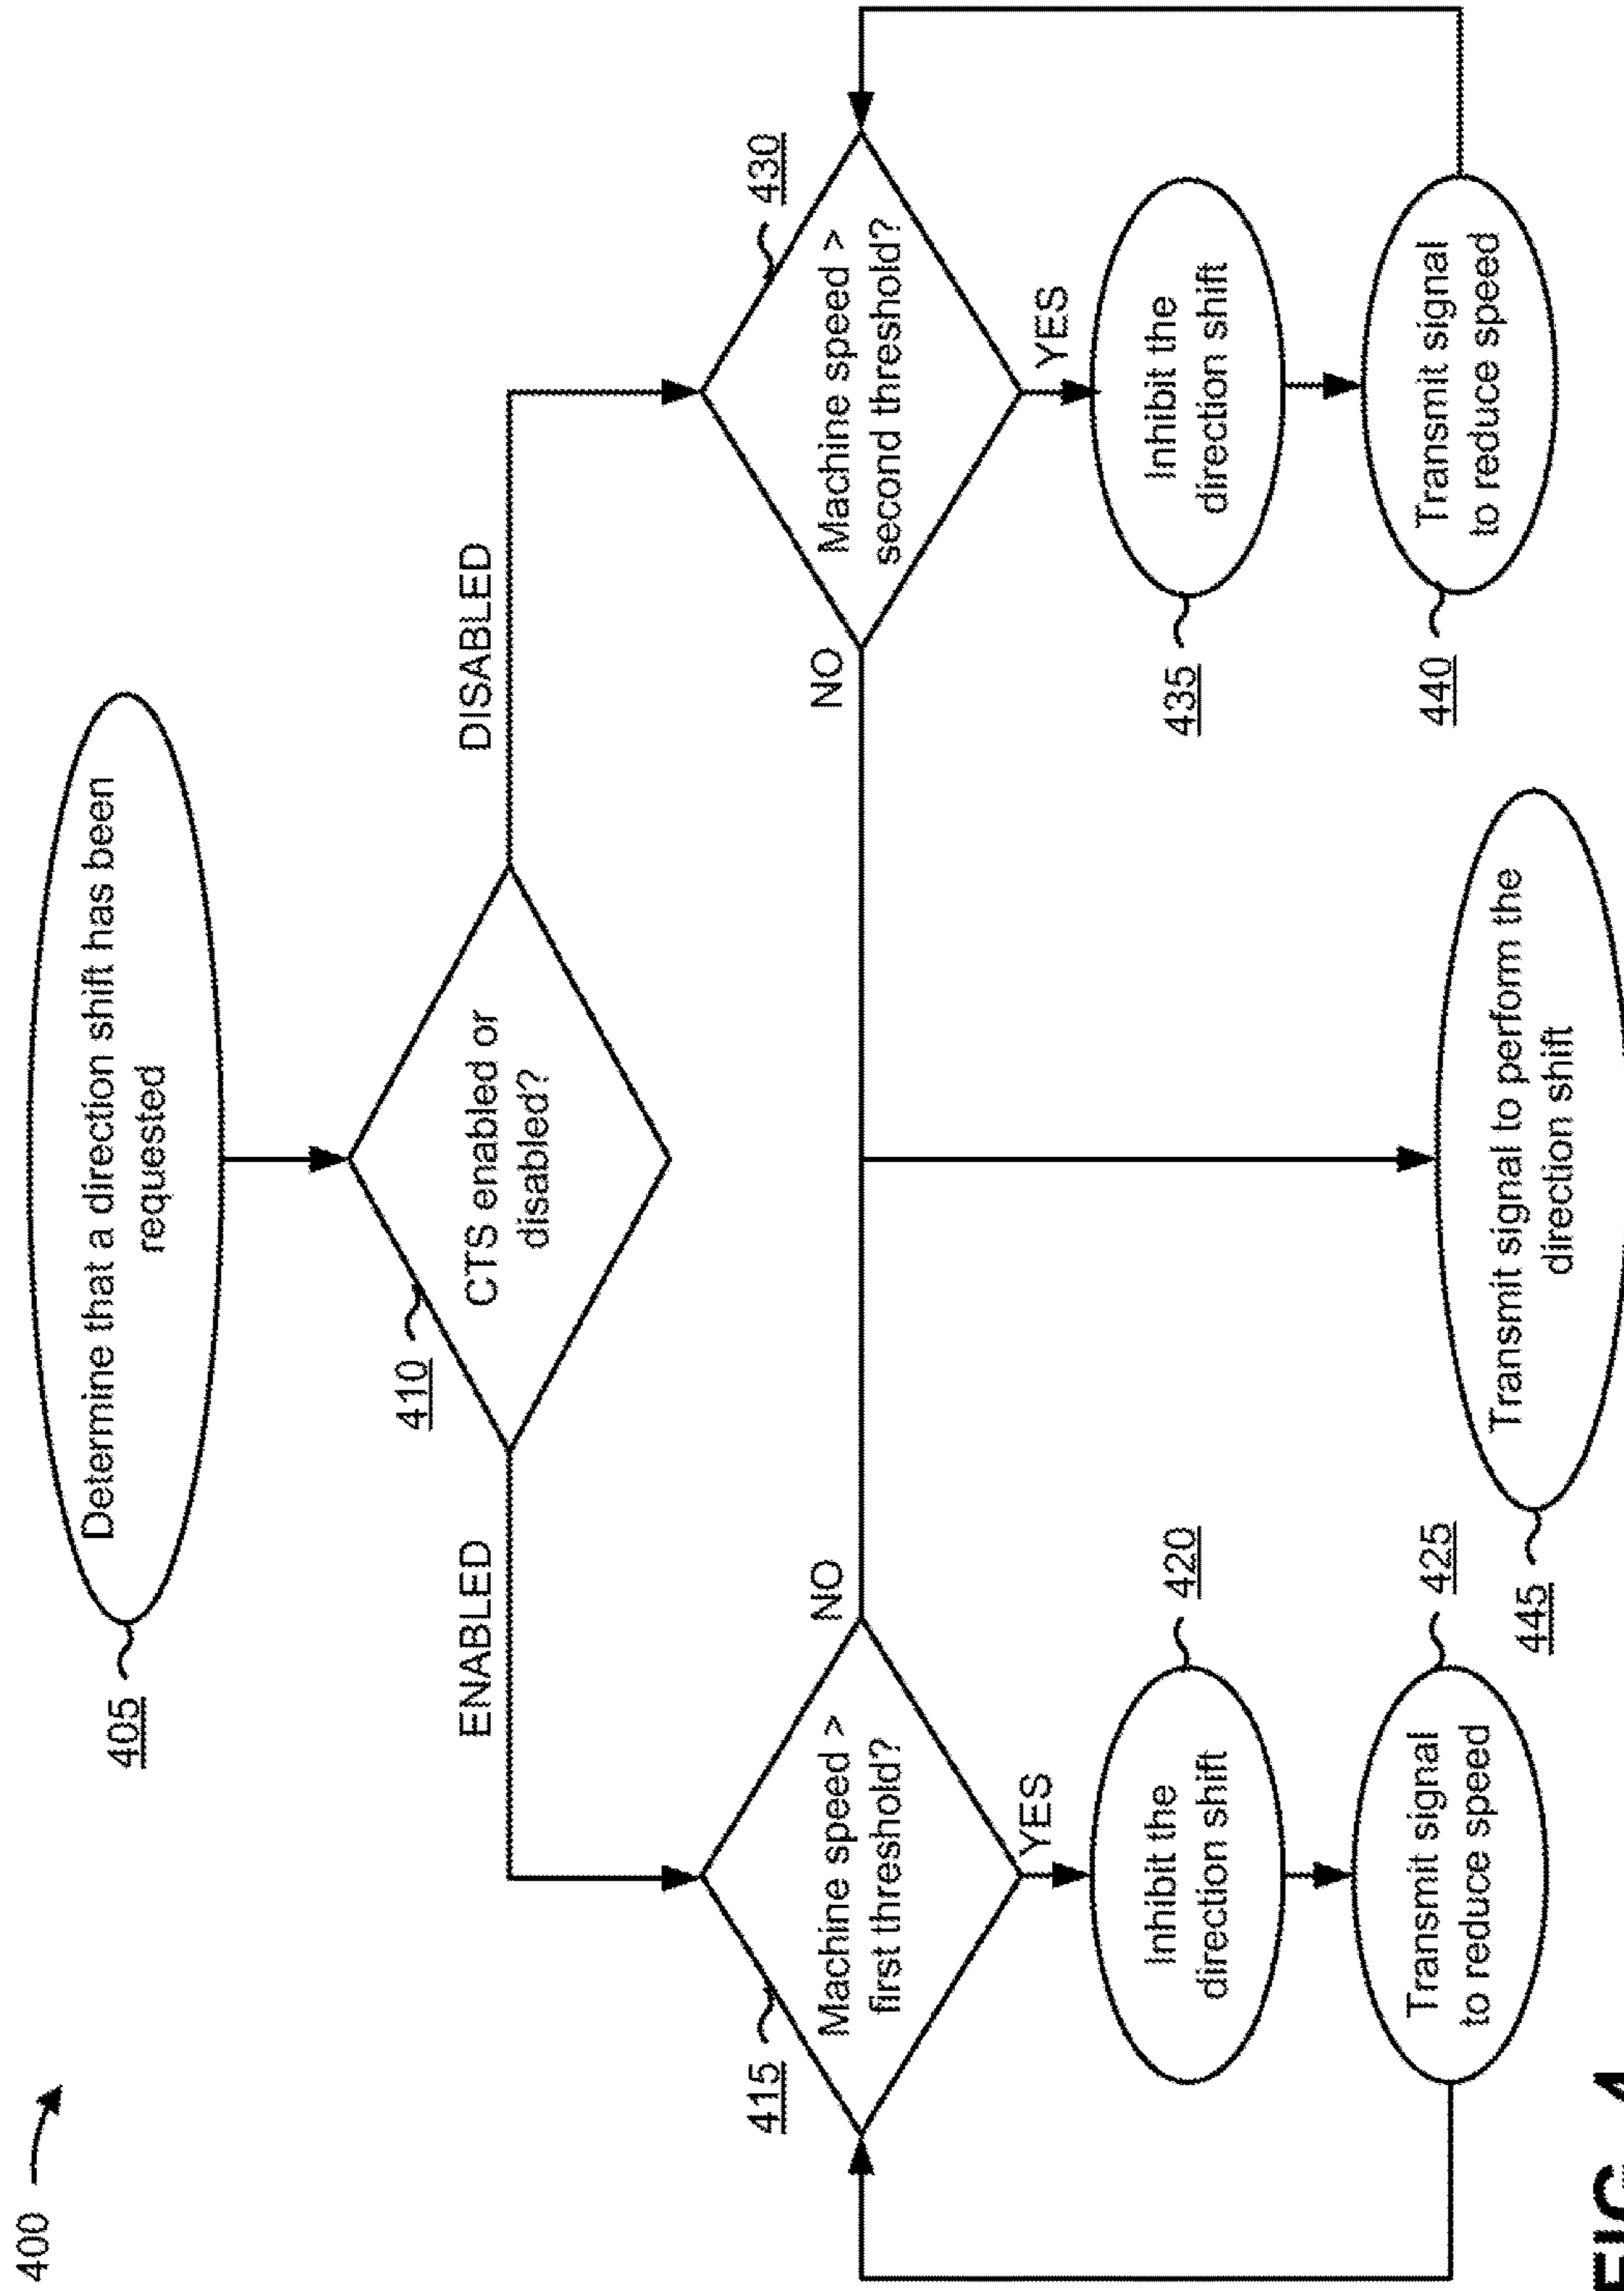 400
Determine that a direction shift has been
requested
405
CTS enabled or
disabled?
410
ENABLED
DISABLED
Machine speed >
first threshold?
415
NO
YES
Inhibit the
direction shift
420
Transmit signal
to reduce speed
425
Machine speed >
second threshold?
430
NO
YES
Inhibit the
direction shift
435
Transmit signal
to reduce speed
440
Transmit signal to perform the
direction shift
445
FIG. 4